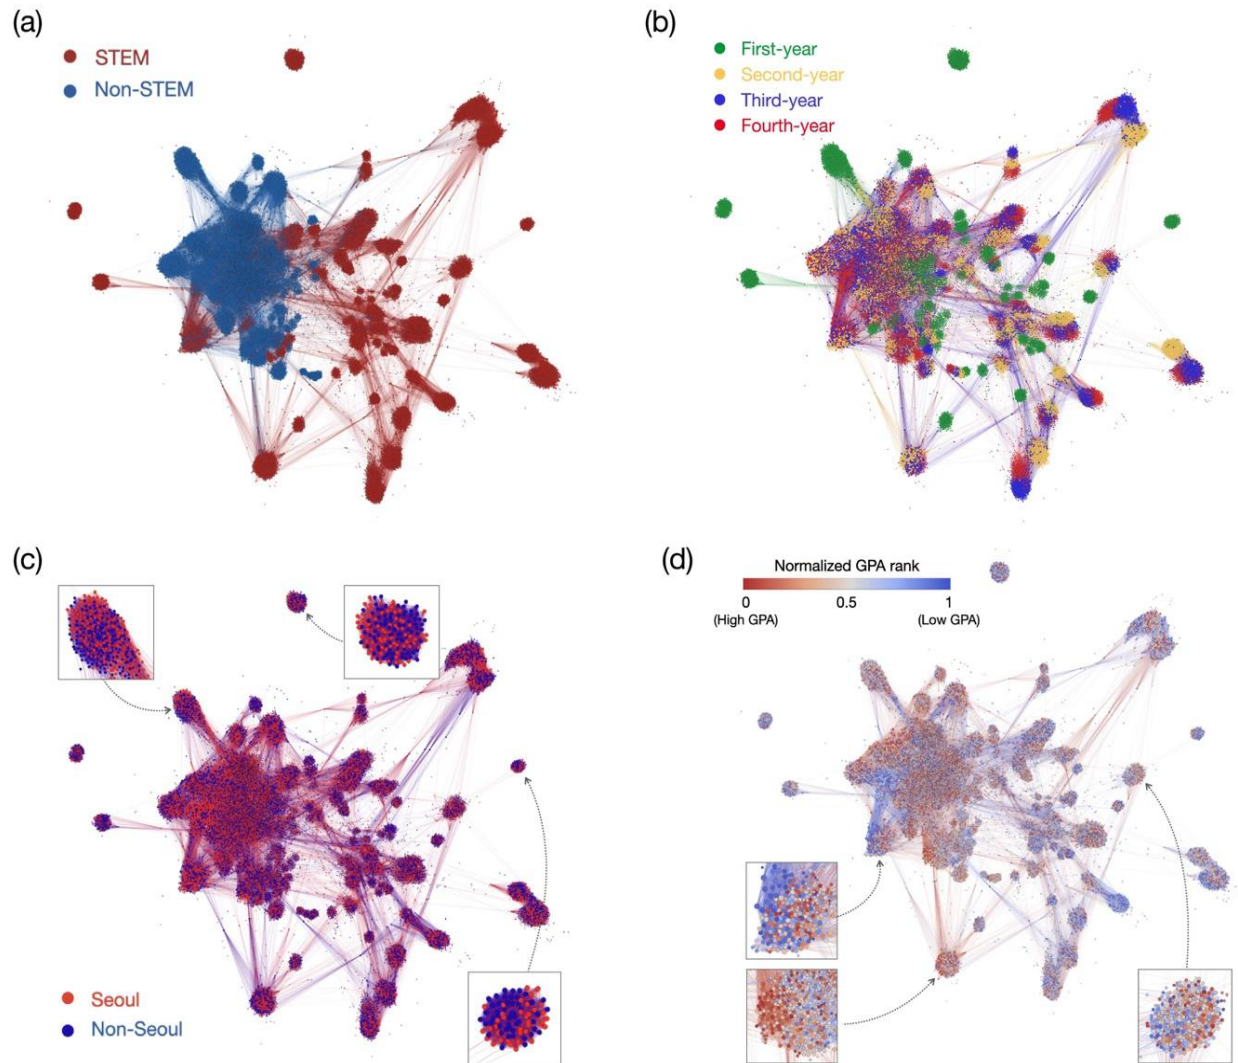 (a)
STEM
Non-STEM
(b)
First-year
Second-year
Third-year
Fourth-year
(c)
Seoul
Non-Seoul
(d)
Normalized GPA rank
0 0.5 1
(High GPA) (Low GPA)